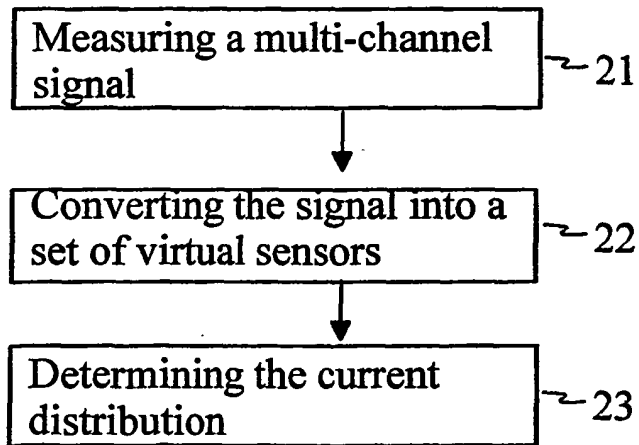 Measuring a multi-channel
signal
21
Converting the signal into a
set of virtual sensors
22
Determining the current
distribution
23